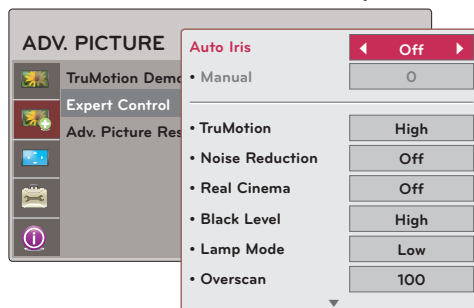 ADV. PICTURE
TruMotion Demo
Expert Control
Adv. Picture Res
Auto Iris
Off
• Manual
0
• TruMotion
High
• Noise Reduction
Off
• Real Cinema
Off
• Black Level
High
• Lamp Mode
Low
• Overscan
100